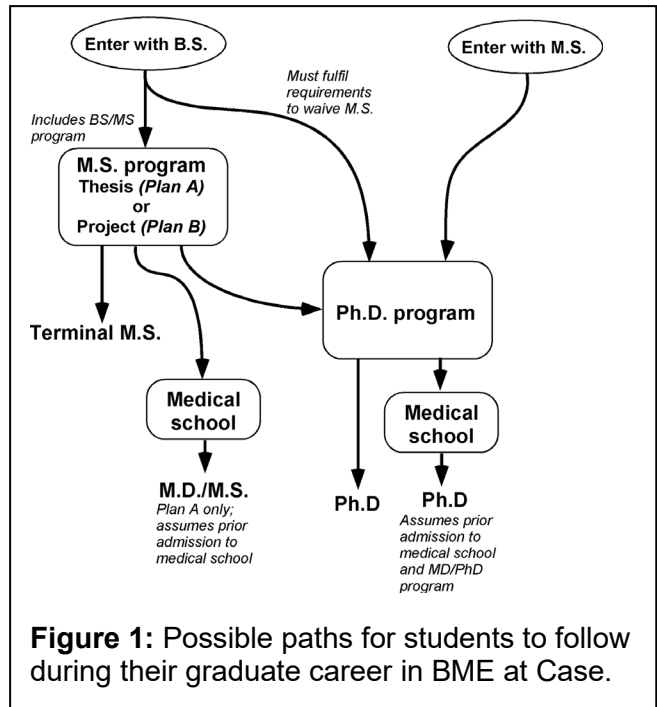 Enter with B.S.
Enter with M.S.
Must fulfil
requirements
to waive M.S.
Includes BS/MS
program
M.S. program
Thesis (Plan A)
or
Project (Plan B)
Ph.D. program
Terminal M.S.
Medical
school
Medical
school
M.D./M.S.
Plan A only;
assumes prior
admission to
medical school
Ph.D
Ph.D
Assumes prior
admission to
medical school
and MD/PhD
program
Figure 1: Possible paths for students to follow
during their graduate career in BME at Case.